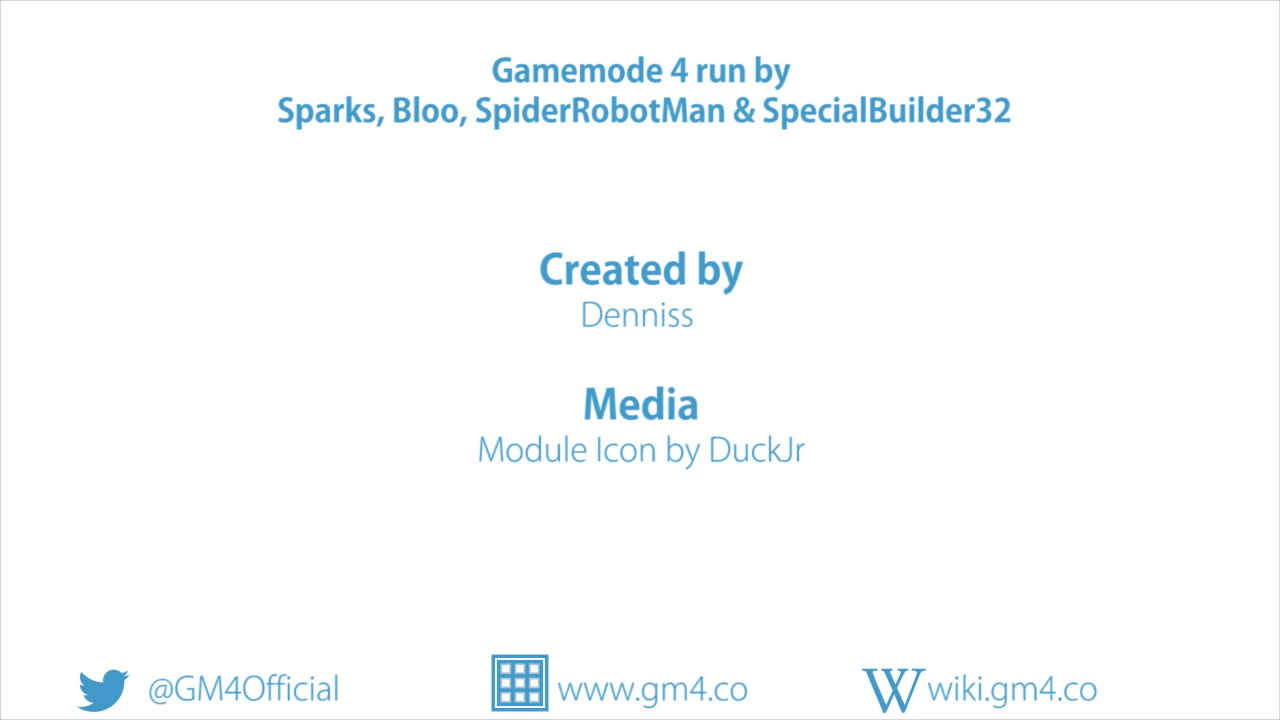 Gamemode 4 run by
Sparks, Bloo, SpiderRobotMan & SpecialBuilder32
Created by
Denniss
Media
Module Icon by DuckJr
@GM4Official
www.gm4.co
W wiki.gm4.co